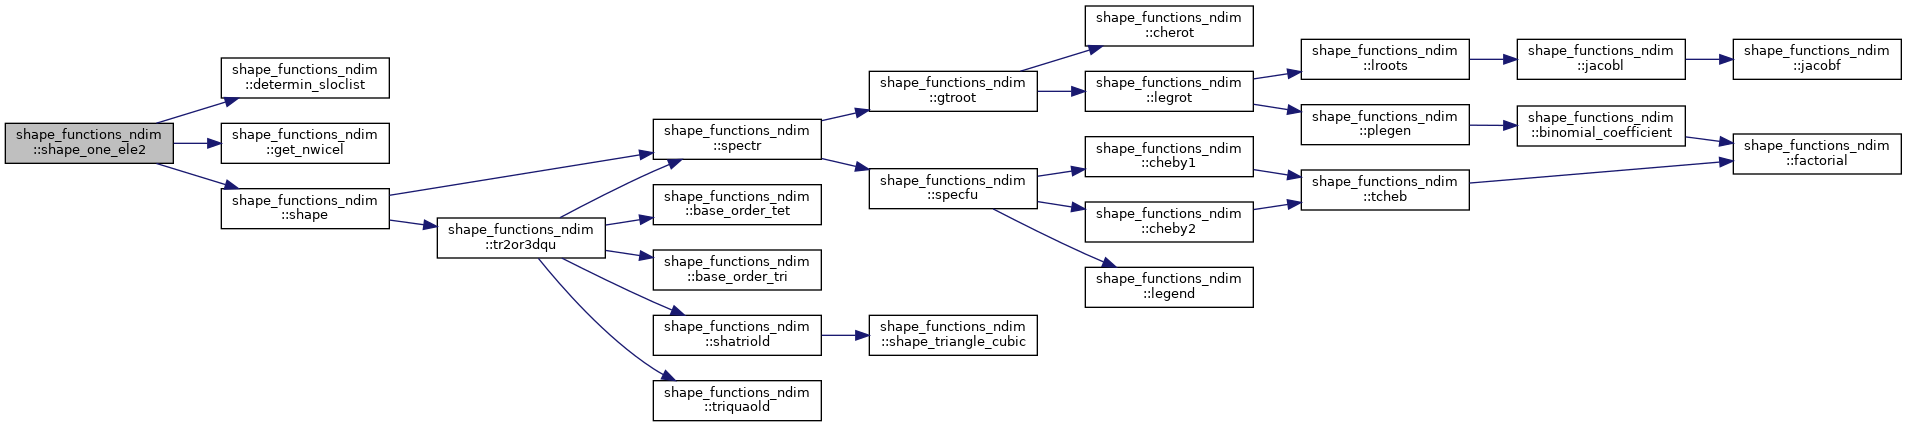 shape_functions_ndim
::shape_one_ele2
shape_functions_ndim
::determin_sloclist
shape_functions_ndim
::get_nwicel
shape_functions_ndim
::shape
shape_functions_ndim
::tr2or3dqu
shape_functions_ndim
::spectr
shape_functions_ndim
::base_order_tet
shape_functions_ndim
::base_order_tri
shape_functions_ndim
::shatriold
shape_functions_ndim
::triquaold
shape_functions_ndim
::gtroot
shape_functions_ndim
::specfu
shape_functions_ndim
::shape_triangle_cubic
shape_functions_ndim
::cherot
shape_functions_ndim
::legrot
shape_functions_ndim
::cheby1
shape_functions_ndim
::cheby2
shape_functions_ndim
::legend
shape_functions_ndim
::lroots
shape_functions_ndim
::plegen
shape_functions_ndim
::tcheb
shape_functions_ndim
::jacobl
shape_functions_ndim
::binomial_coefficient
shape_functions_ndim
::jacobf
shape_functions_ndim
::factorial